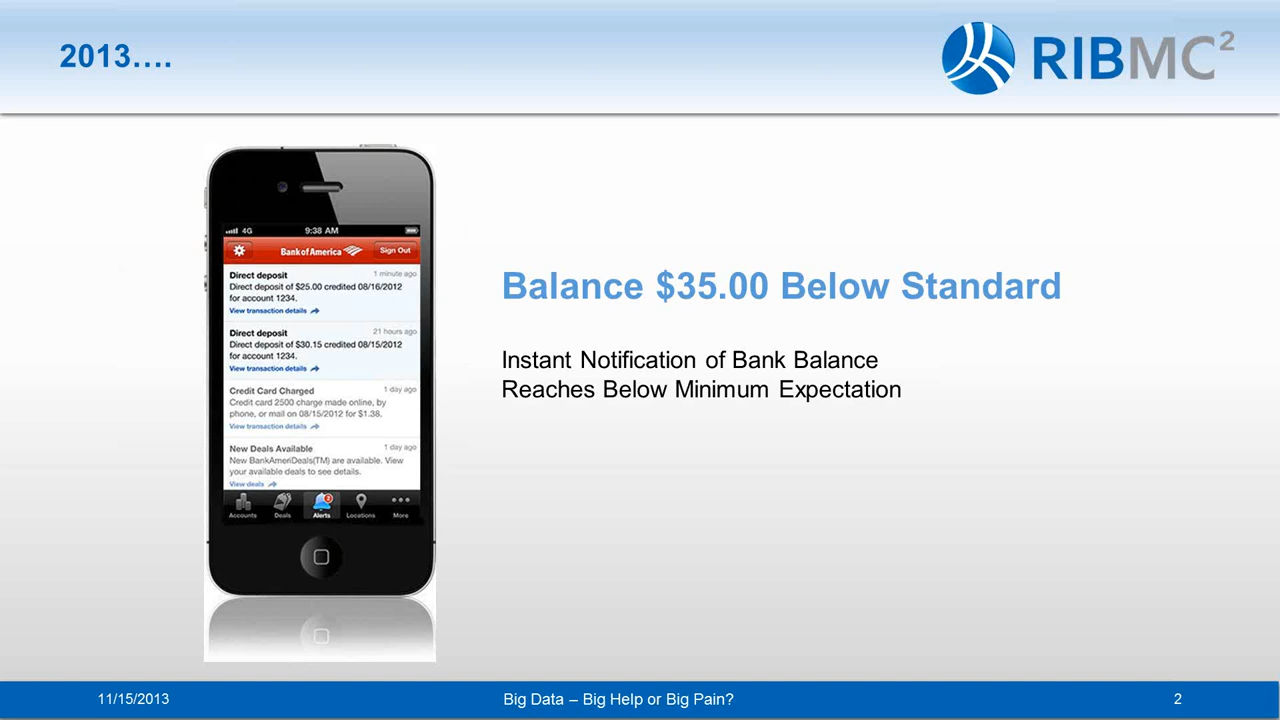 2013….
RIBMC²
4G 9:38 AM
Bank of America Sign Out
Direct deposit 1 minute ago
Direct deposit of $25.00 credited 08/16/2012
for account 1234.
View transaction details
Direct deposit 21 hours ago
Direct deposit of $30.15 credited 08/15/2012
for account 1234.
View transaction details
Credit Card Charged 1 day ago
Credit card 2500 charge made online, by
phone, or mail on 08/15/2012 for $1.38.
View transaction details
New Deals Available 1 day ago
New BankAmeriDeals(TM) are available. View
your available deals to see details.
View deals
2
Accounts Deals Alerts Locations More
Balance $35.00 Below Standard
Instant Notification of Bank Balance
Reaches Below Minimum Expectation
11/15/2013 Big Data – Big Help or Big Pain? 2